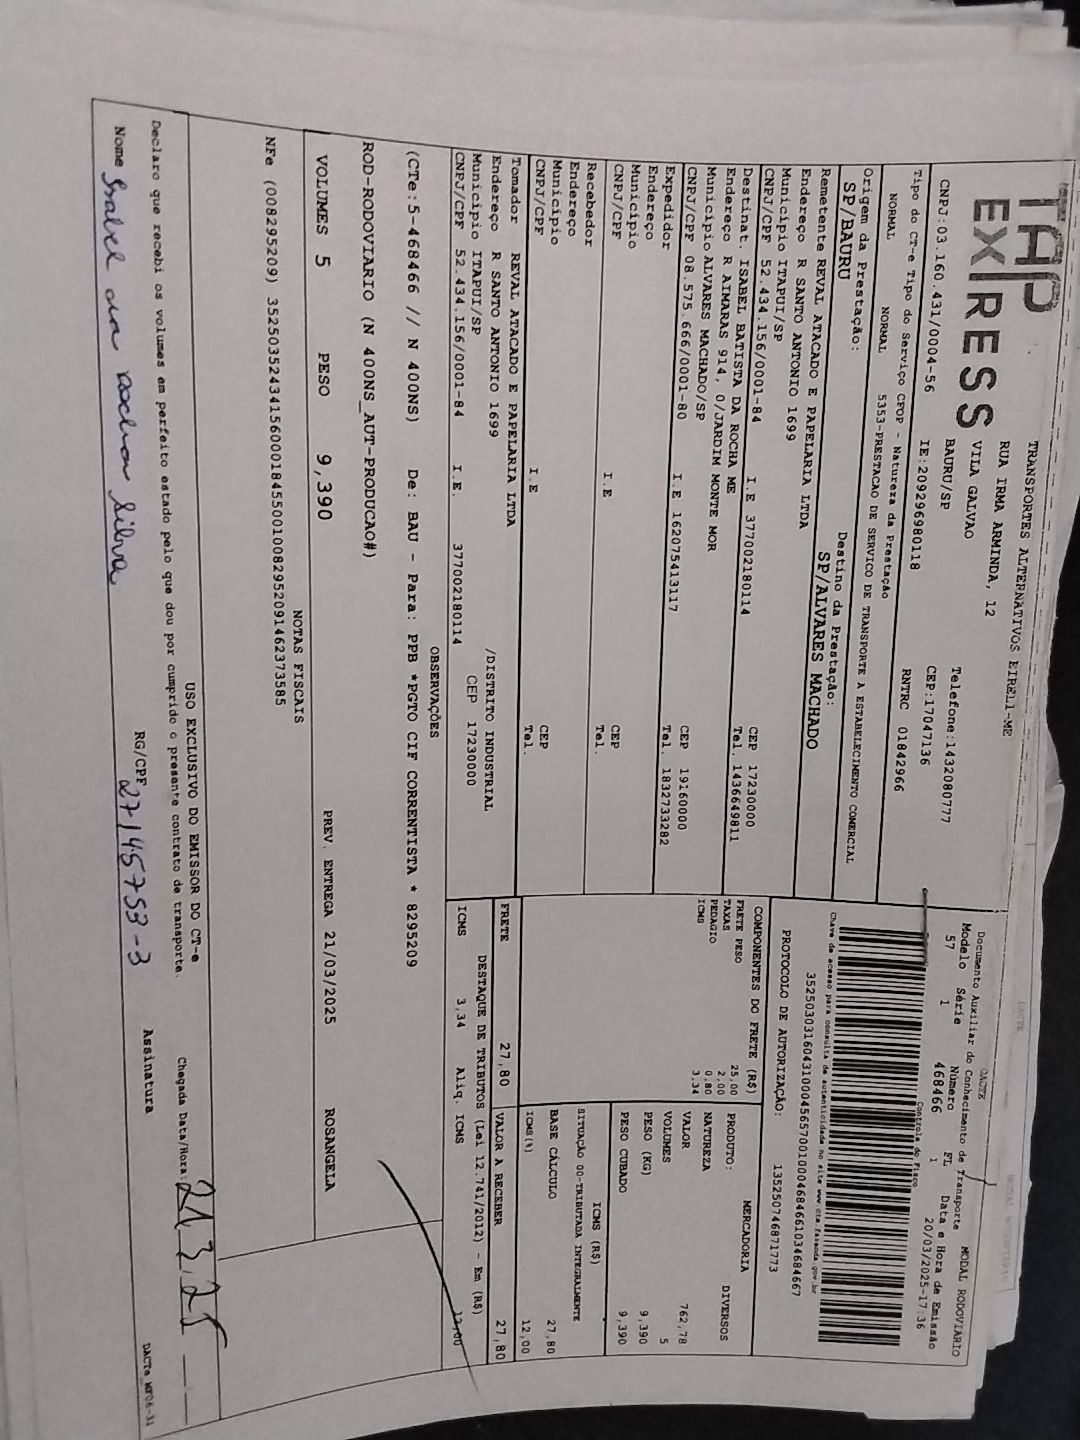 TAP EXPRESS
TRANSPORTES ALTERNATIVOS EIRELI-ME
RUA IRMA ARMINDA, 12
VILA GALVAO
BAURU/SP
Telefone:1432080777
CEP:17047136
CNPJ:03.160.431/0004-56 IE:209296980118 RNTRC 01842966
Tipo do CT-e Tipo do Serviço CFOP - Natureza da Prestação
NORMAL NORMAL 5353-PRESTACAO DE SERVICO DE TRANSPORTE A ESTABELECIMENTO COMERCIAL
Origem da Prestação: Destino da Prestação:
SP/BAURU SP/ALVARES MACHADO
DACTE MODAL RODOVIÁRIO
Documento Auxiliar do Conhecimento de Transporte
Modelo Série Número FL Data e Hora de Emissão
57 1 468466 1 20/03/2025-17:36
Controle do Fisco
Chave de acesso para consulta de autenticidade no site www.cte.fazenda.gov.br
35250303160431000456570010004684661034684667
PROTOCOLO DE AUTORIZAÇÃO: 135250746871773
Remetente REVAL ATACADO E PAPELARIA LTDA
Endereço R SANTO ANTONIO 1699
Município ITAPUI/SP CEP 17230000
CNPJ/CPF 52.434.156/0001-84 I.E 377002180114 Tel. 1436649811
Destinat. ISABEL BATISTA DA ROCHA ME
Endereço R AIMARAS 914, 0/JARDIM MONTE MOR
Município ALVARES MACHADO/SP CEP 19160000
CNPJ/CPF 08.575.666/0001-80 I.E 162075413117 Tel. 1832733282
Expedidor
Endereço
Município CEP
CNPJ/CPF I.E Tel.
Recebedor
Endereço
Município CEP
CNPJ/CPF I.E Tel.
Tomador REVAL ATACADO E PAPELARIA LTDA
Endereço R SANTO ANTONIO 1699 /DISTRITO INDUSTRIAL
Município ITAPUI/SP CEP 17230000
CNPJ/CPF 52.434.156/0001-84 I.E. 377002180114
COMPONENTES DO FRETE (R$)
FRETE PESO 25,00
TAXAS 2,00
PEDAGIO 0,80
ICMS 3,34
FRETE 27,80
MERCADORIA
PRODUTO: DIVERSOS
NATUREZA
VALOR 762,78
VOLUMES 5
PESO (KG) 9,390
PESO CUBADO 9,390
ICMS (R$)
SITUAÇÃO 00-TRIBUTADA INTEGRALMENTE
BASE CÁLCULO 27,80
ICMS(%) 12,00
VALOR A RECEBER 27,80
DESTAQUE DE TRIBUTOS (Lei 12.741/2012) - Em (R$)
ICMS 3,34 Aliq. ICMS 12,00
OBSERVAÇÕES
(CTe:5-468466 // N 400NS) De: BAU - Para: PPB *PGTO CIF CORRENTISTA * 8295209
ROD-RODOVIARIO (N 400NS_AUT-PRODUCAO#)
VOLUMES 5 PESO 9,390 PREV. ENTREGA 21/03/2025 ROSANGELA
NOTAS FISCAIS
NFe (008295209) 35250352434156000184550010082952091462373585
USO EXCLUSIVO DO EMISSOR DO CT-e
Declaro que recebi os volumes em perfeito estado pelo que dou por cumprido o presente contrato de transporte. Chegada Data/Hora: 21.3.25
Nome Isabel da rocha Silva RG/CPF 27145753-3 Assinatura